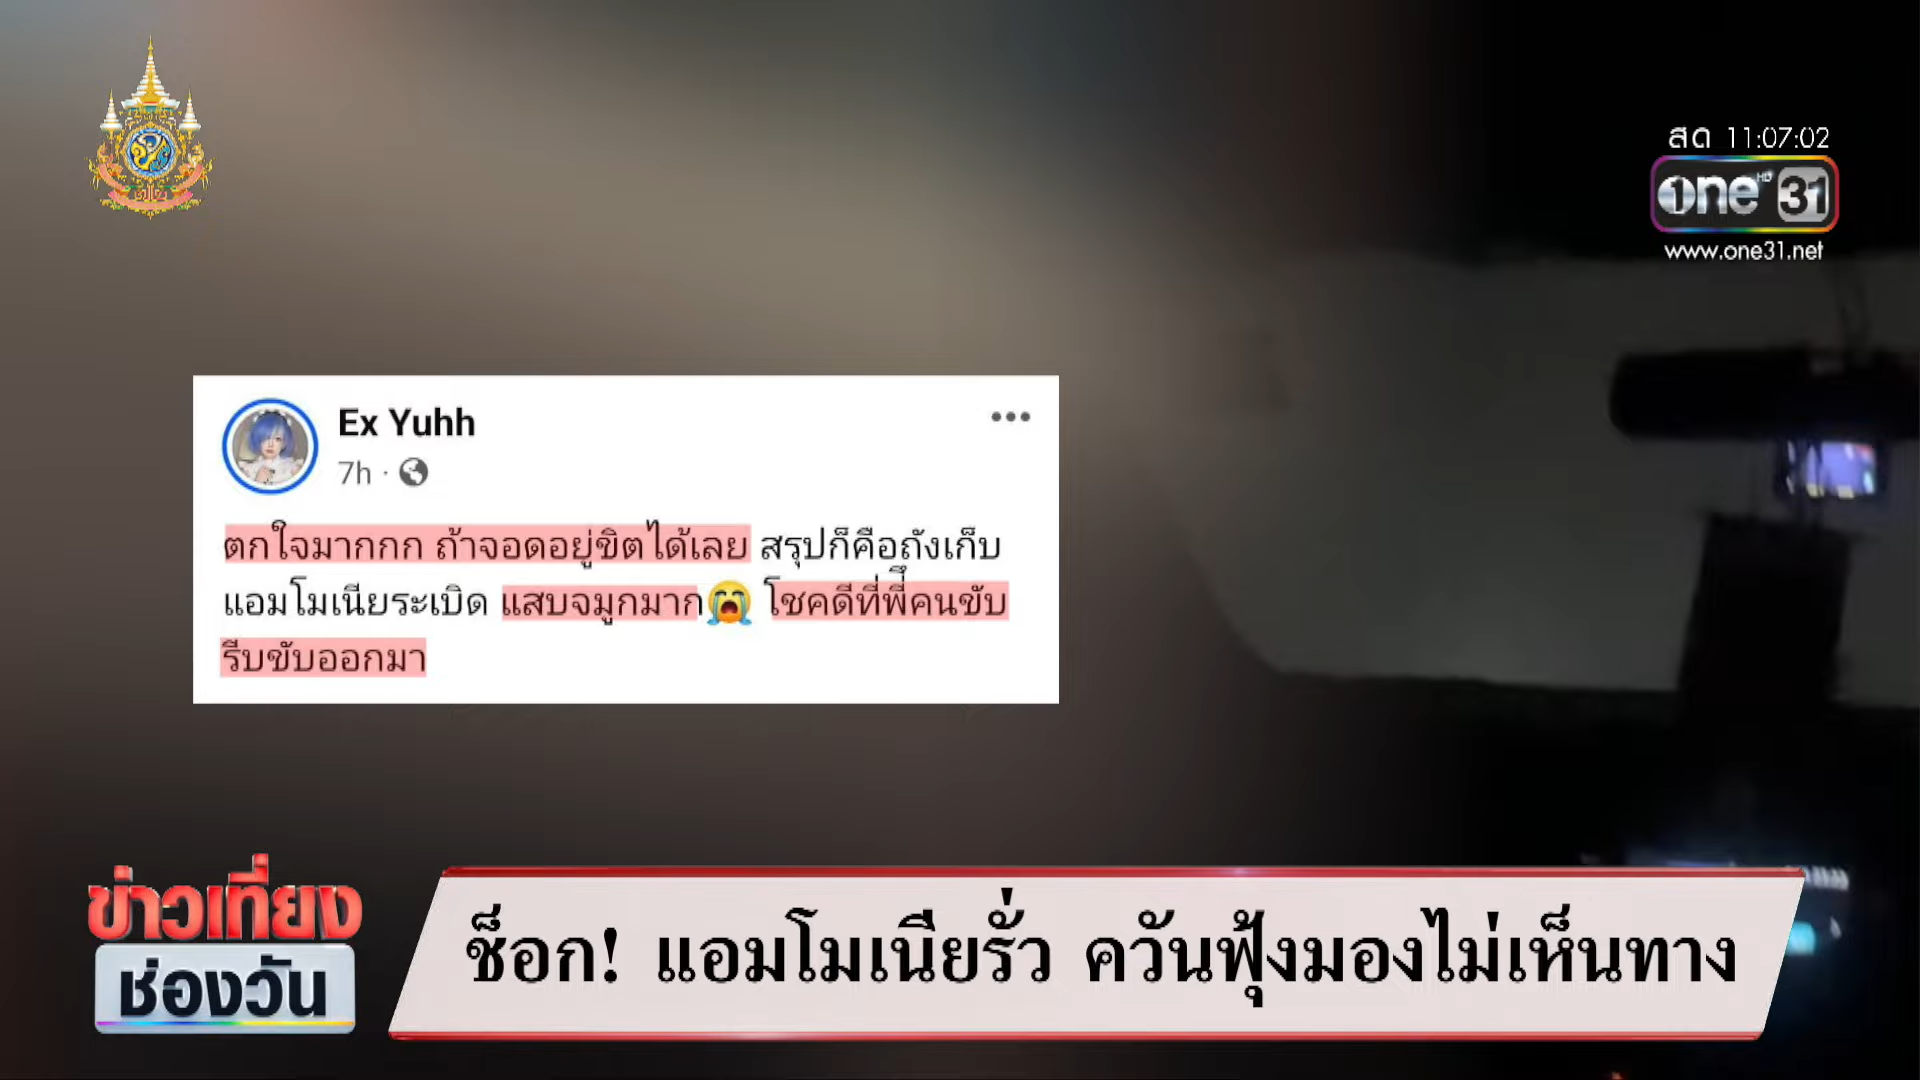 สด 11:07:02
one HD 31
www.one31.net
Ex Yuhh
7h
ตกใจมากกก ถ้าจอดอยู่ขิตได้เลย สรุปก็คือถังเก็บ
แอมโมเนียระเบิด แสบจมูกมาก😭 โชคดีที่พี่คนขับ
รีบขับออกมา
ข่าวเที่ยง
ช่องวัน
ช็อก! แอมโมเนียรั่ว ควันฟุ้งมองไม่เห็นทาง